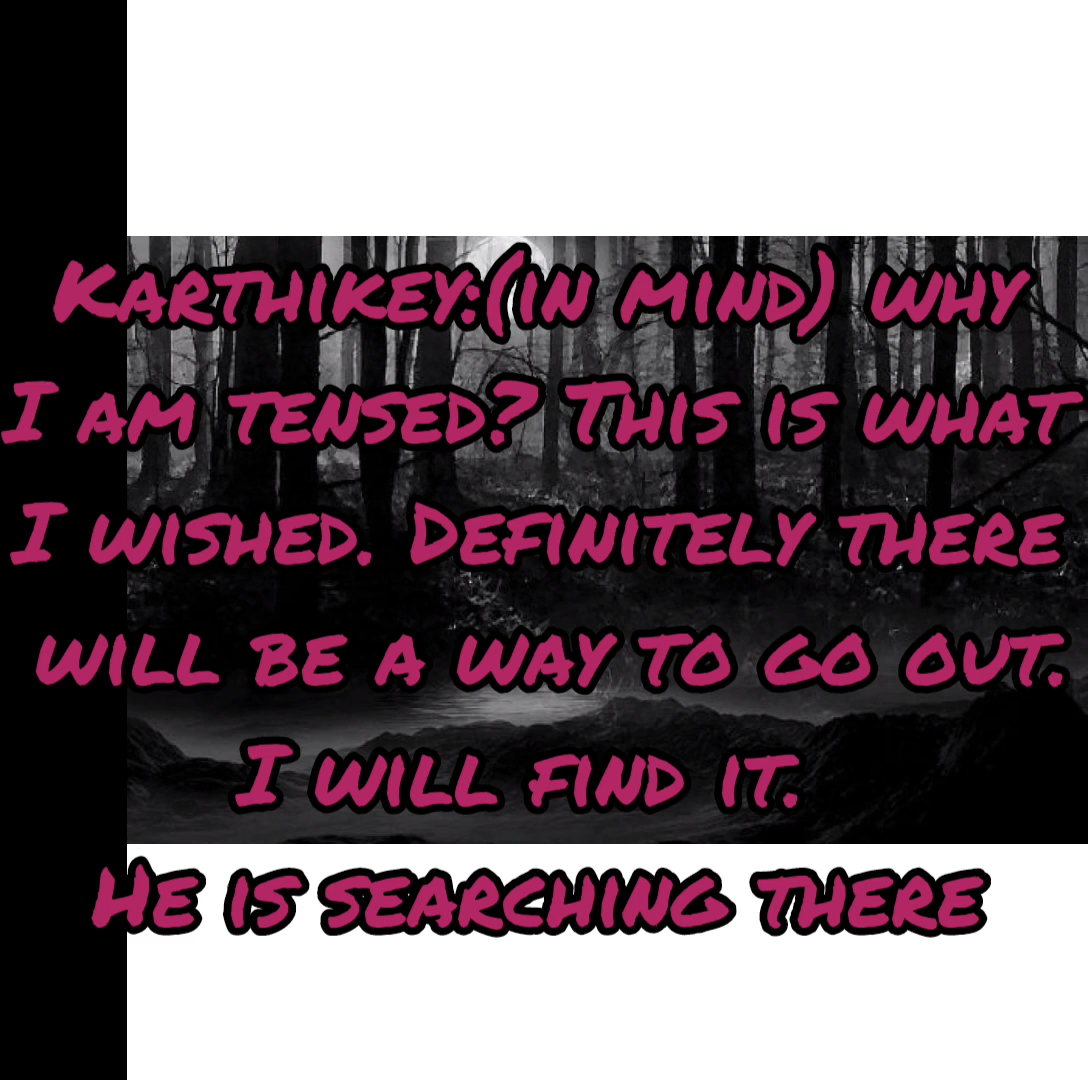 Karthikey:(in mind) why
I am tensed? This is what
I wished. Definitely there
will be a way to go out.
I will find it.
He is searching there